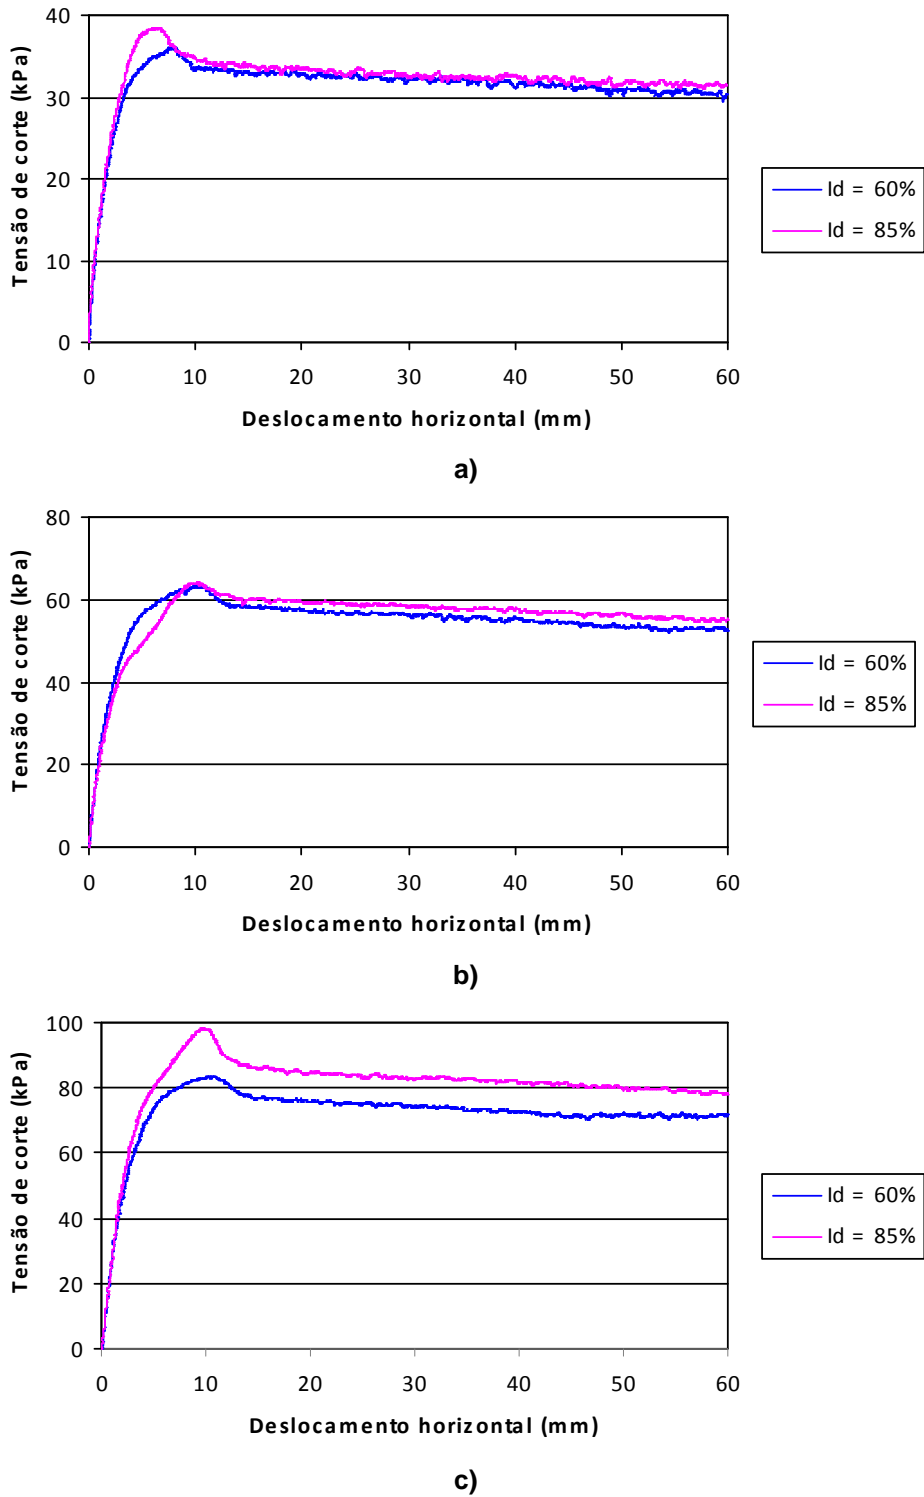 40
30
20
10
0
Tensão de corte (kPa)
0 10 20 30 40 50 60
Deslocamento horizontal (mm)
Id = 60%
Id = 85%
a)
80
60
40
20
0
Tensão de corte (kPa)
0 10 20 30 40 50 60
Deslocamento horizontal (mm)
Id = 60%
Id = 85%
b)
100
80
60
40
20
0
Tensão de corte (kPa)
0 10 20 30 40 50 60
Deslocamento horizontal (mm)
Id = 60%
Id = 85%
c)